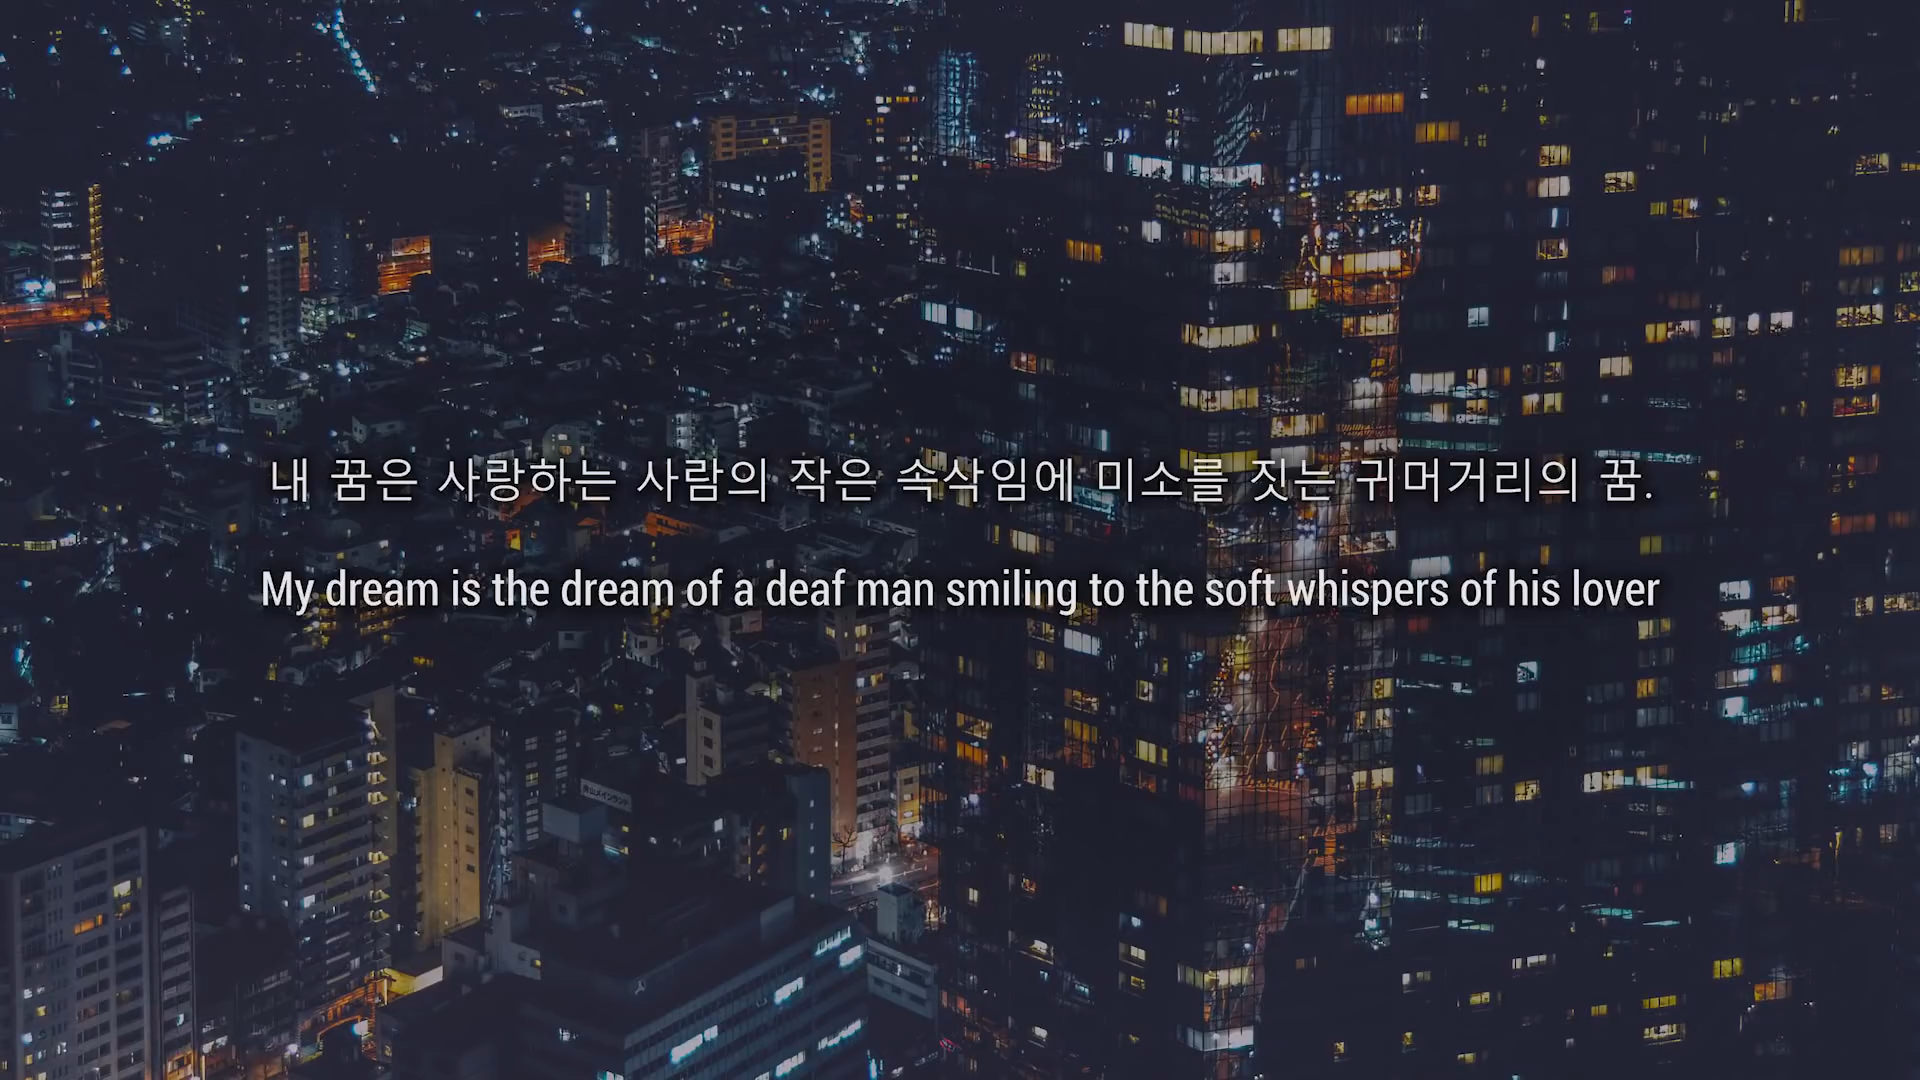 내 꿈은 사랑하는 사람의 작은 속삭임에 미소를 짓는 귀머거리의 꿈.
My dream is the dream of a deaf man smiling to the soft whispers of his lover